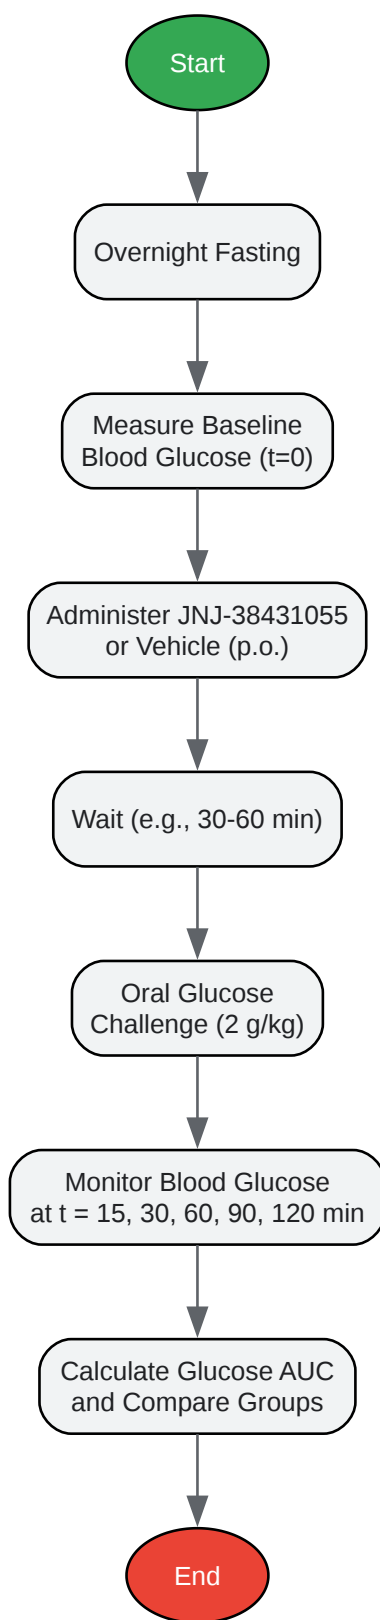 Start
Overnight Fasting
Measure Baseline
Blood Glucose (t=0)
Administer JNJ-38431055
or Vehicle (p.o.)
Wait (e.g., 30-60 min)
Oral Glucose
Challenge (2 g/kg)
Monitor Blood Glucose
at t = 15, 30, 60, 90, 120 min
Calculate Glucose AUC
and Compare Groups
End